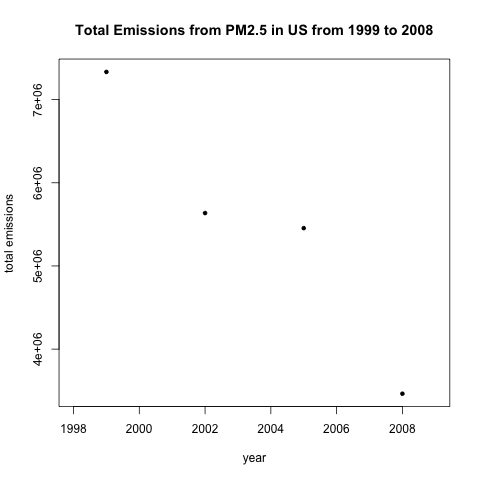 Total Emissions from PM2.5 in US from 1999 to 2008
7e+06
6e+06
5e+06
4e+06
total emissions
1998 2000 2002 2004 2006 2008
year